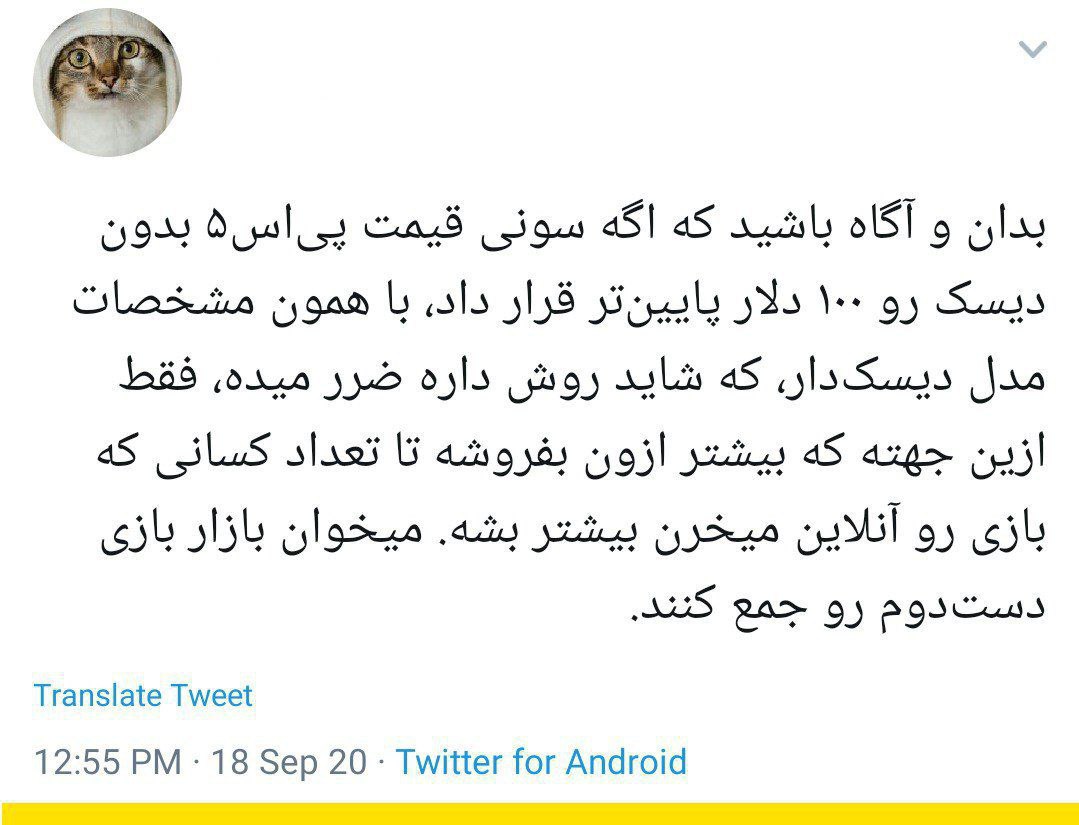 بدان و آگاه باشید که اگه سونی قیمت پی‌اس۵ بدون
دیسک رو ۱۰۰ دلار پایین‌تر قرار داد، با همون مشخصات
مدل دیسک‌دار، که شاید روش داره ضرر میده، فقط
ازین جهته که بیشتر ازون بفروشه تا تعداد کسانی که
بازی رو آنلاین میخرن بیشتر بشه. میخوان بازار بازی
دست‌دوم رو جمع کنند.
Translate Tweet
12:55 PM · 18 Sep 20 · Twitter for Android